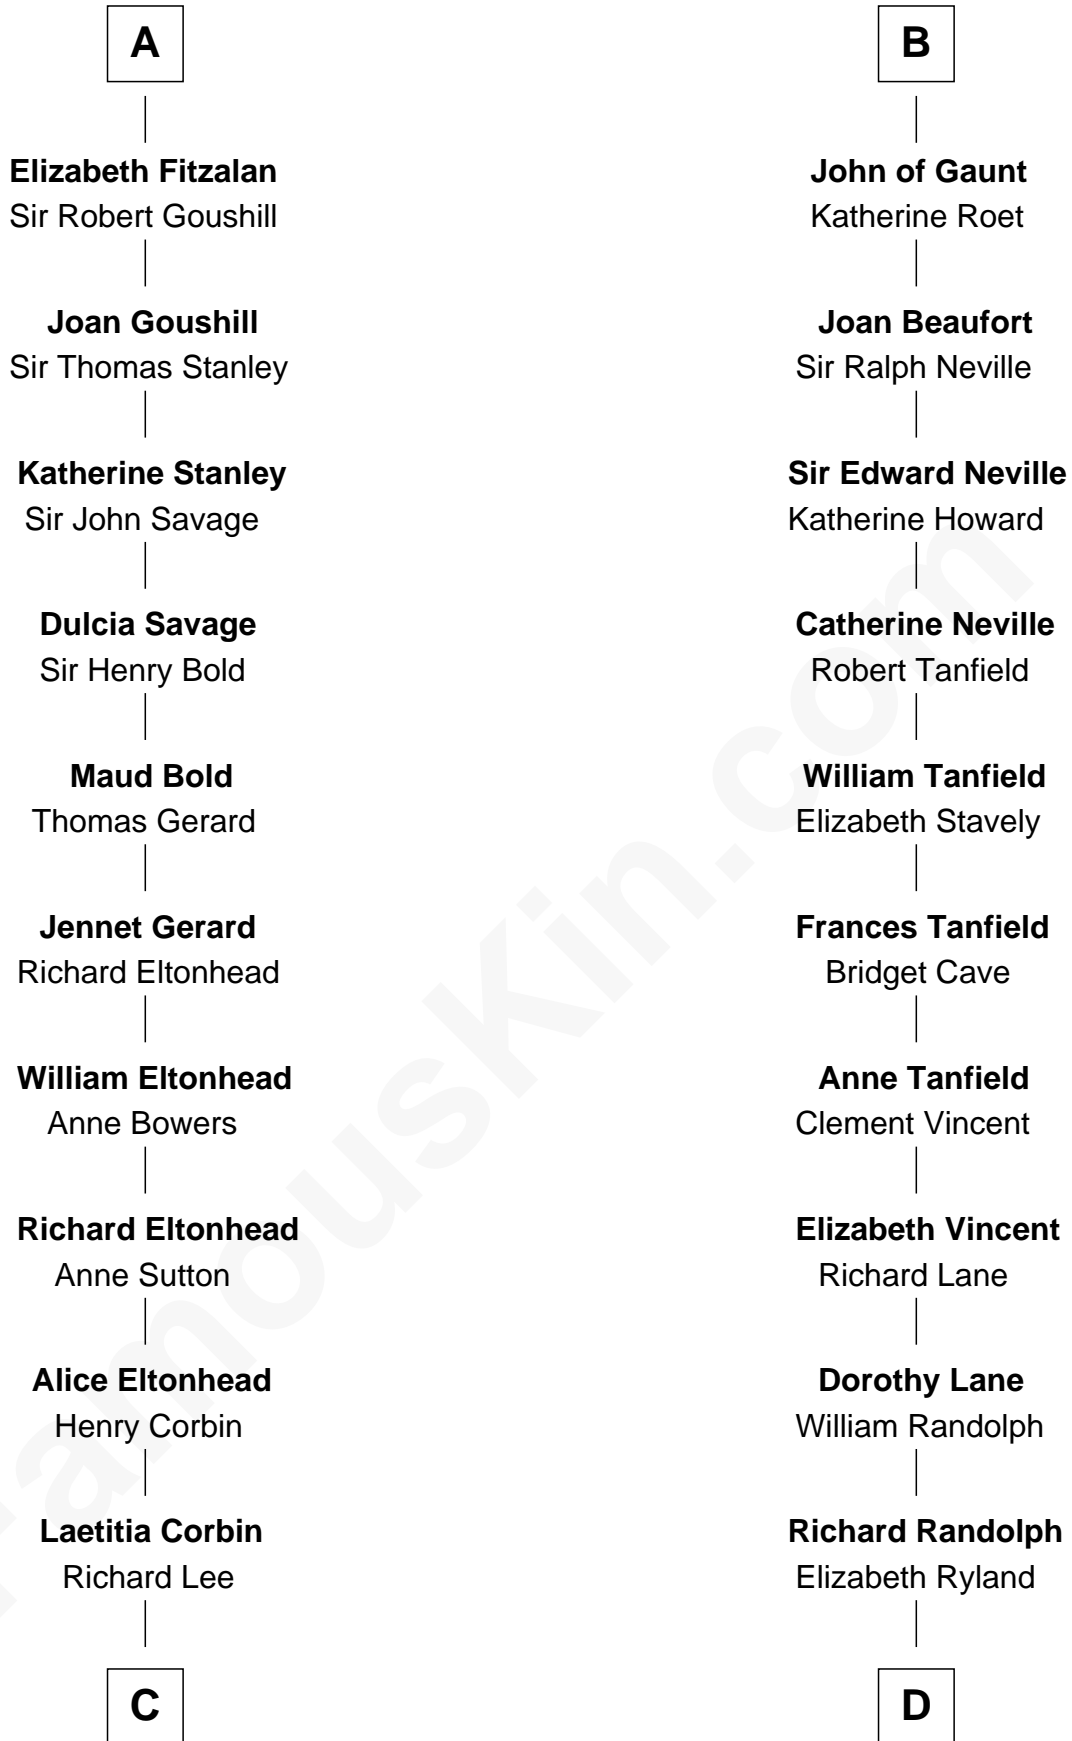 A
Elizabeth Fitzalan
Sir Robert Goushill
Joan Goushill
Sir Thomas Stanley
Katherine Stanley
Sir John Savage
Dulcia Savage
Sir Henry Bold
Maud Bold
Thomas Gerard
Jennet Gerard
Richard Eltonhead
William Eltonhead
Anne Bowers
Richard Eltonhead
Anne Sutton
Alice Eltonhead
Henry Corbin
Laetitia Corbin
Richard Lee
C
B
John of Gaunt
Katherine Roet
Joan Beaufort
Sir Ralph Neville
Sir Edward Neville
Katherine Howard
Catherine Neville
Robert Tanfield
William Tanfield
Elizabeth Stavely
Frances Tanfield
Bridget Cave
Anne Tanfield
Clement Vincent
Elizabeth Vincent
Richard Lane
Dorothy Lane
William Randolph
Richard Randolph
Elizabeth Ryland
D
FamousKin.com